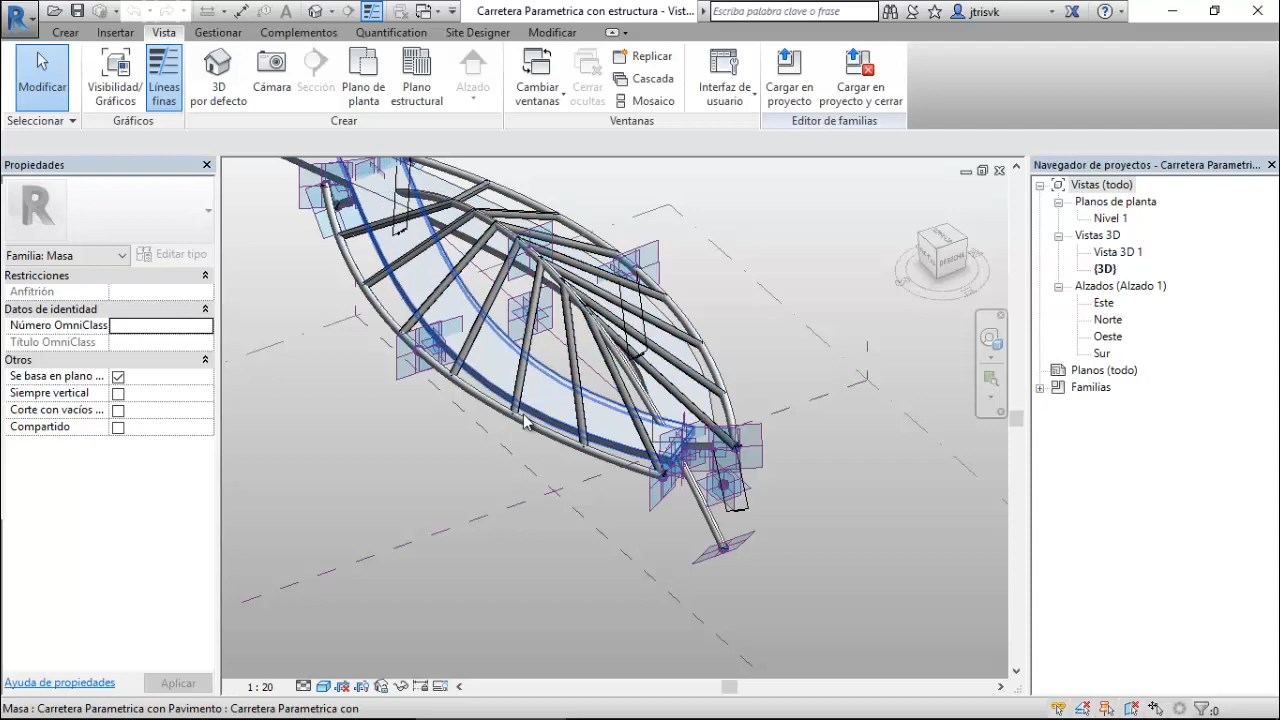 Carretera Parametrica con estructura - Vist...
Escriba palabra clave o frase
jtrisvk
Crear
Insertar
Vista
Gestionar
Complementos
Quantification
Site Designer
Modificar
Modificar
Visibilidad/
Gráficos
Líneas
finas
3D
por defecto
Cámara
Sección
Plano de
planta
Plano
estructural
Alzado
Cambiar
ventanas
Cerrar
ocultas
Replicar
Cascada
Mosaico
Interfaz de
usuario
Cargar en
proyecto
Cargar en
proyecto y cerrar
Seleccionar
Gráficos
Crear
Ventanas
Editor de familias
Propiedades
Familia: Masa
Editar tipo
Restricciones
Anfitrión
Datos de identidad
Número OmniClass
Título OmniClass
Otros
Se basa en plano ...
Siempre vertical
Corte con vacíos ...
Compartido
Ayuda de propiedades
Aplicar
DERECHA
1 : 20
Navegador de proyectos - Carretera Parametri...
Vistas (todo)
Planos de planta
Nivel 1
Vistas 3D
Vista 3D 1
{3D}
Alzados (Alzado 1)
Este
Norte
Oeste
Sur
Planos (todo)
Familias
Masa : Carretera Parametrica con Pavimento : Carretera Parametrica con
:0